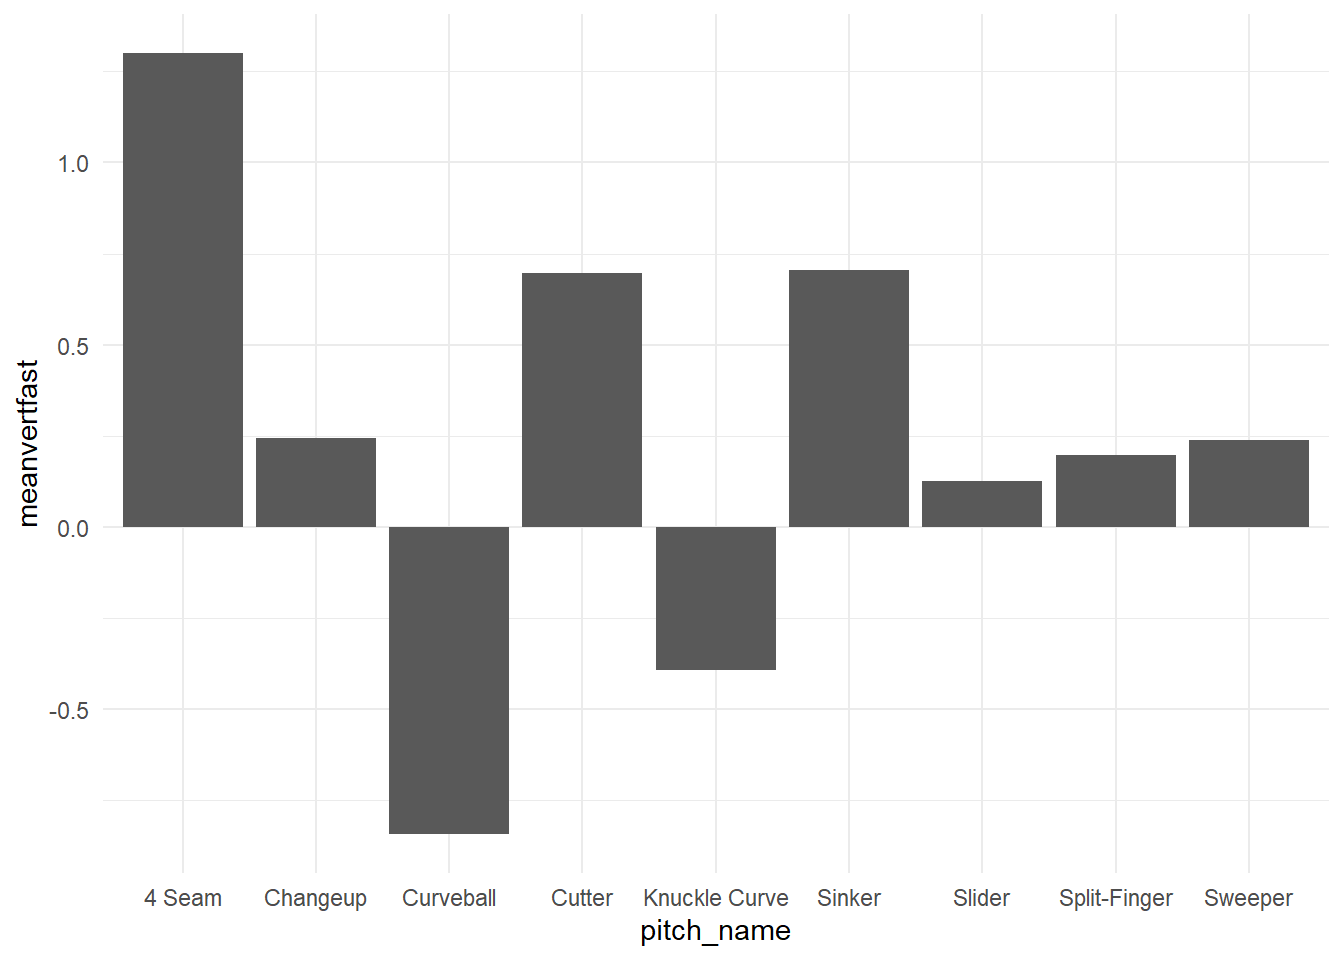 meanvertfast
1.0
0.5
0.0
-0.5
4 Seam Changeup Curveball Cutter Knuckle Curve Sinker Slider Split-Finger Sweeper
pitch_name